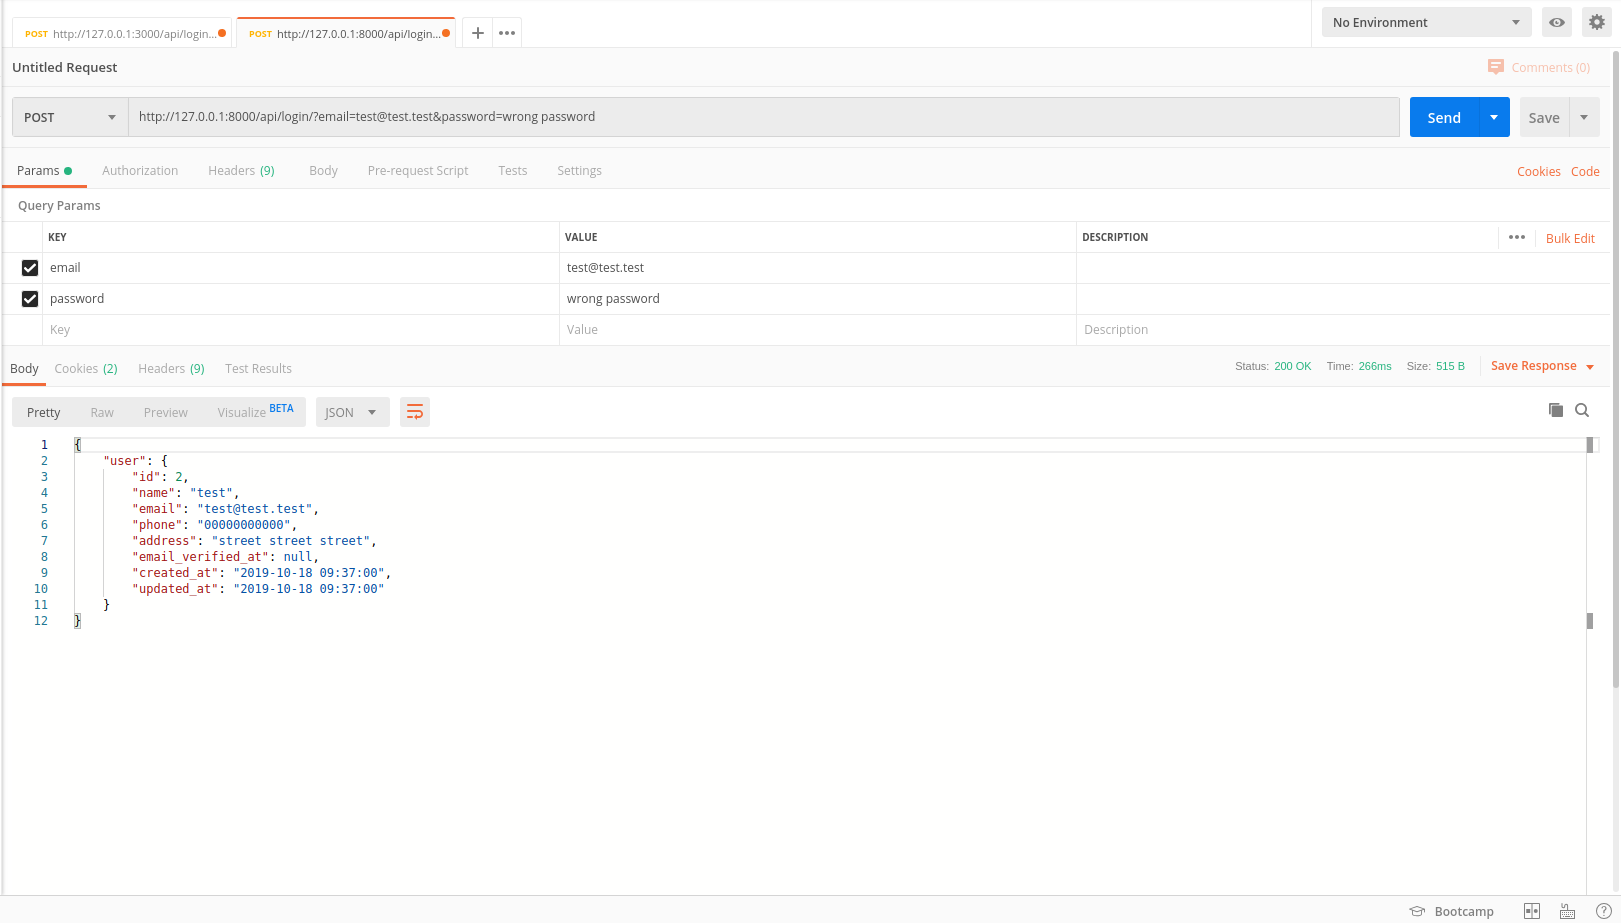 POST http://127.0.0.1:3000/api/login... POST http://127.0.0.1:8000/api/login... No Environment
Untitled Request Comments (0)
POST http://127.0.0.1:8000/api/login/?email=test@test.test&password=wrong password Send Save
Params Authorization Headers (9) Body Pre-request Script Tests Settings Cookies Code
Query Params
KEY VALUE DESCRIPTION Bulk Edit
email test@test.test
password wrong password
Key Value Description
Body Cookies (2) Headers (9) Test Results Status: 200 OK Time: 266ms Size: 515 B Save Response
Pretty Raw Preview Visualize BETA JSON
1 {
2 "user": {
3 "id": 2,
4 "name": "test",
5 "email": "test@test.test",
6 "phone": "00000000000",
7 "address": "street street street",
8 "email_verified_at": null,
9 "created_at": "2019-10-18 09:37:00",
10 "updated_at": "2019-10-18 09:37:00"
11 }
12 }
Bootcamp